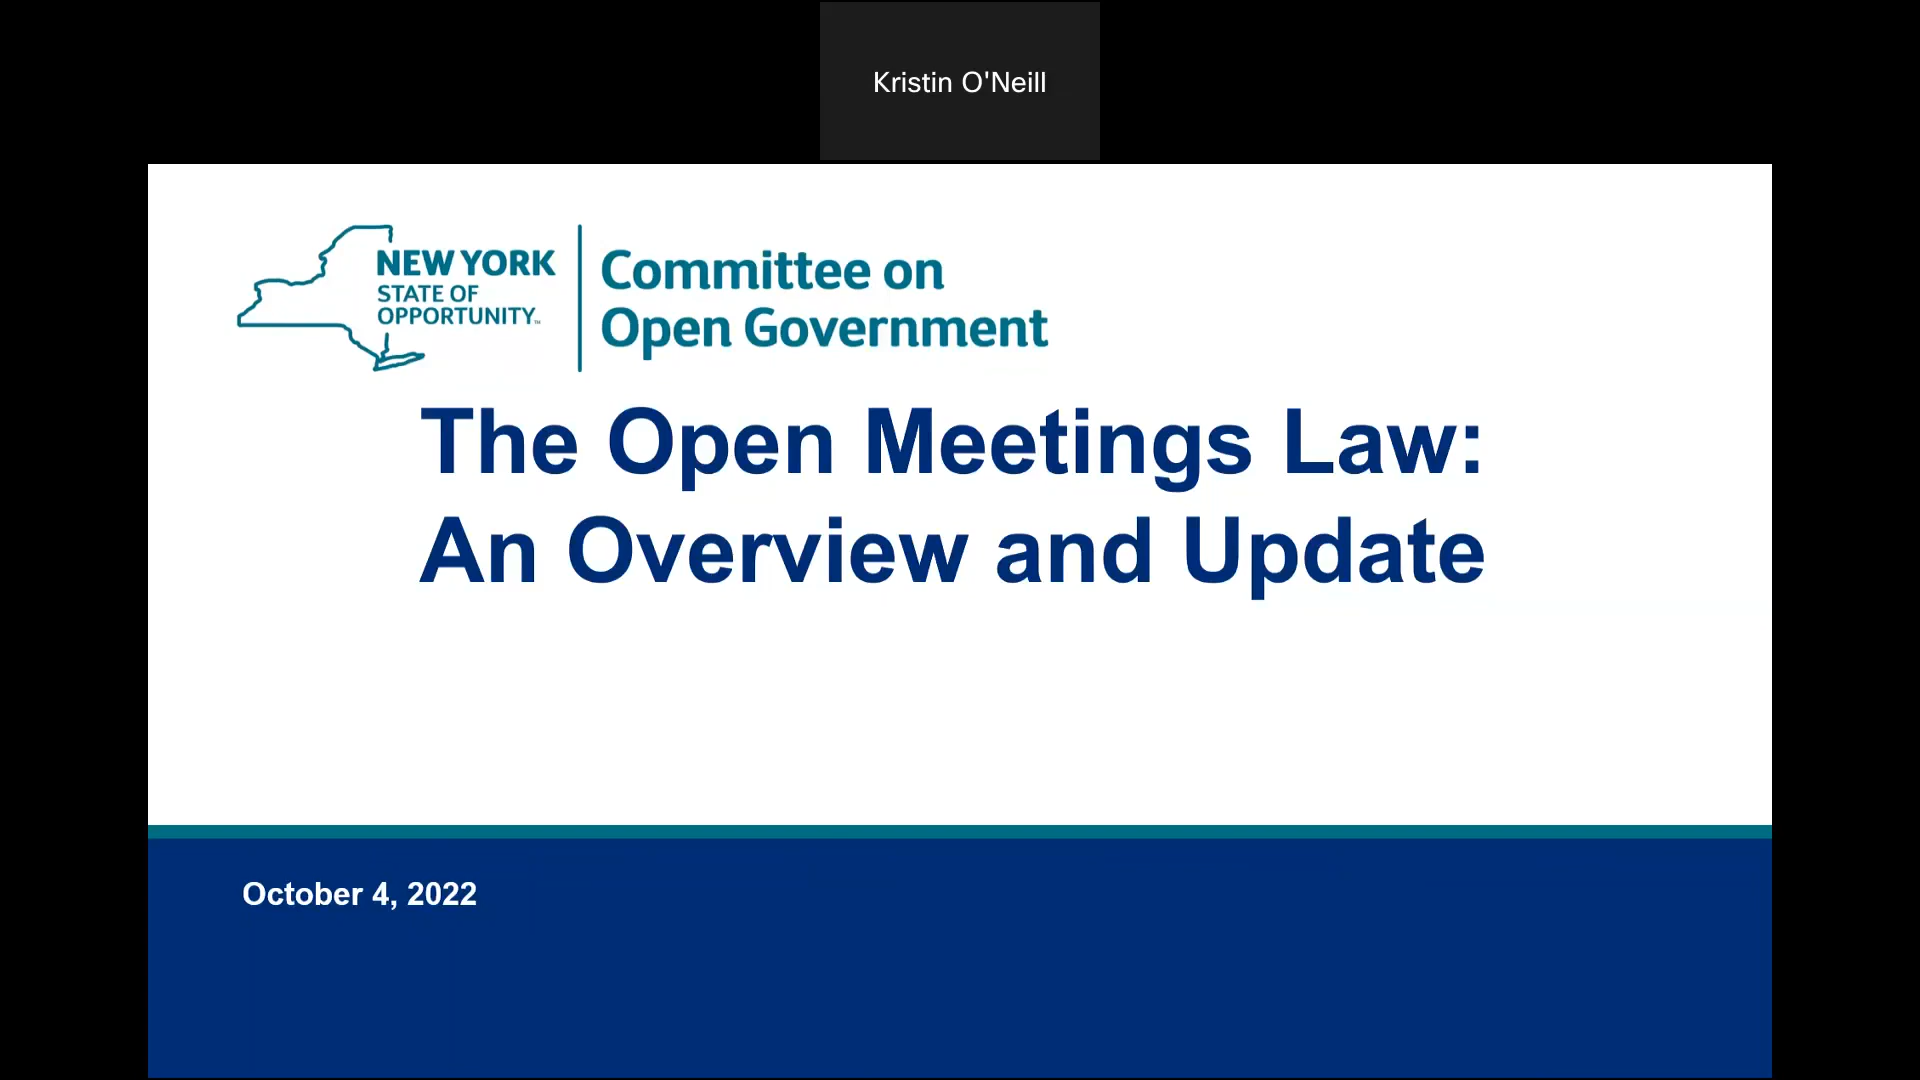 Kristin O'Neill
NEW YORK
STATE OF
OPPORTUNITY™
Committee on
Open Government
The Open Meetings Law:
An Overview and Update
October 4, 2022